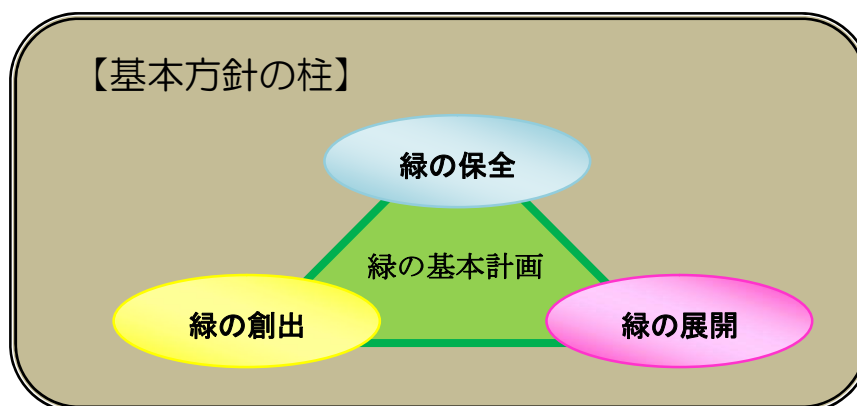 【基本方針の柱】
緑の保全
緑の基本計画
緑の創出
緑の展開